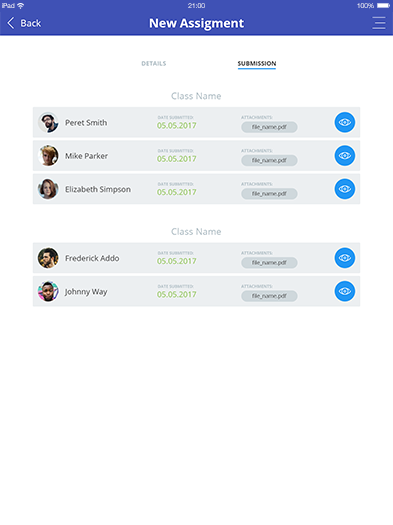 iPad 21:00 100%
Back New Assigment
DETAILS SUBMISSION
Class Name
DATE SUBMITTED: ATTACHMENTS:
Peret Smith 05.05.2017 file_name.pdf
DATE SUBMITTED: ATTACHMENTS:
Mike Parker 05.05.2017 file_name.pdf
DATE SUBMITTED: ATTACHMENTS:
Elizabeth Simpson 05.05.2017 file_name.pdf
Class Name
DATE SUBMITTED: ATTACHMENTS:
Frederick Addo 05.05.2017 file_name.pdf
DATE SUBMITTED: ATTACHMENTS:
Johnny Way 05.05.2017 file_name.pdf